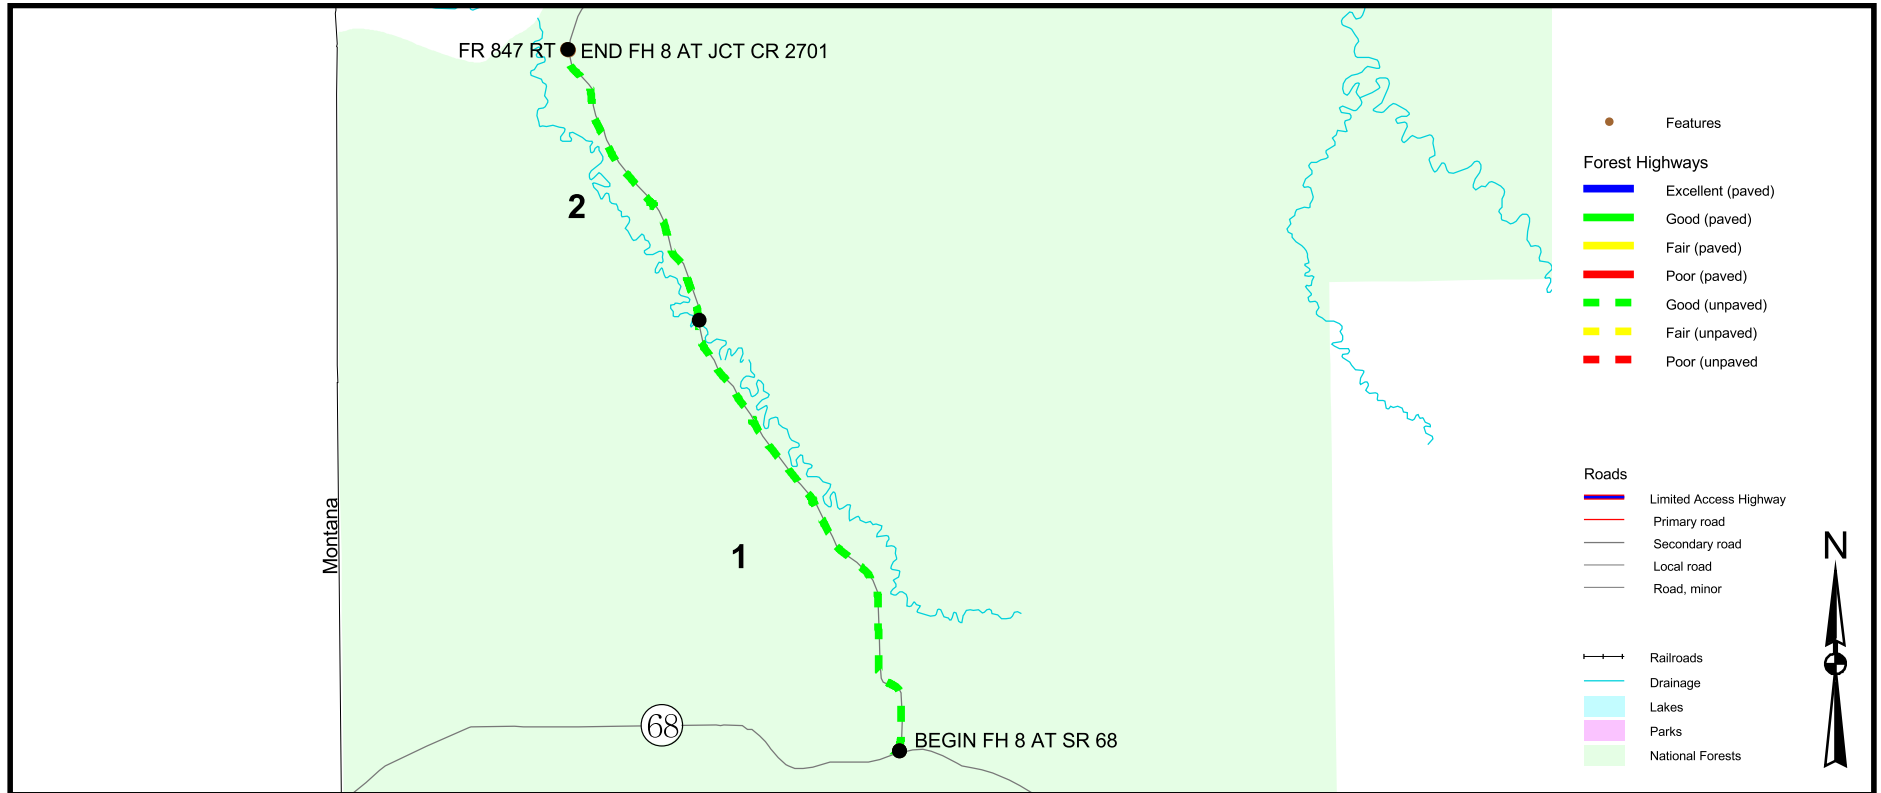 FR 847 RT END FH 8 AT JCT CR 2701
2
1
Montana
68
BEGIN FH 8 AT SR 68
Features
Forest Highways
Excellent (paved)
Good (paved)
Fair (paved)
Poor (paved)
Good (unpaved)
Fair (unpaved)
Poor (unpaved
Roads
Limited Access Highway
Primary road
Secondary road
Local road
Road, minor
N
Railroads
Drainage
Lakes
Parks
National Forests